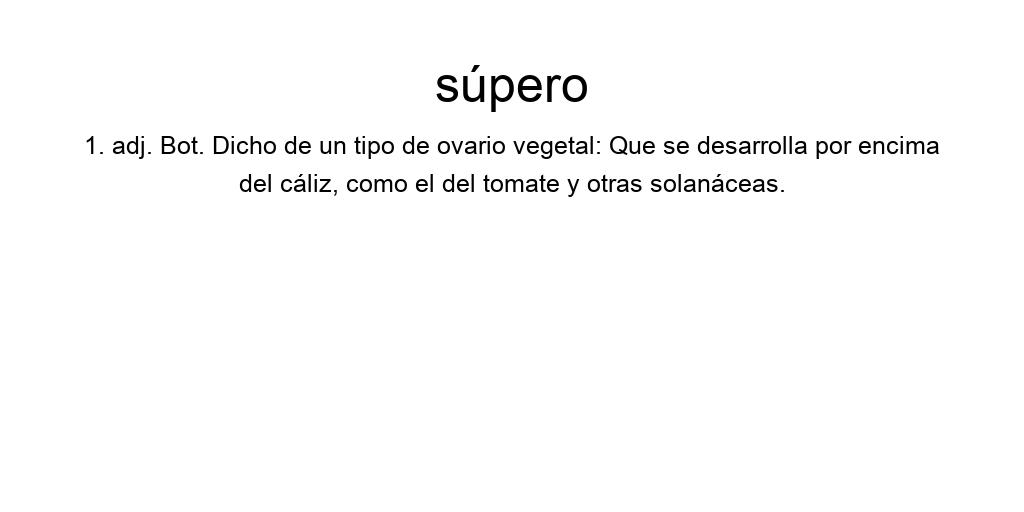 súpero
1. adj. Bot. Dicho de un tipo de ovario vegetal: Que se desarrolla por encima
del cáliz, como el del tomate y otras solanáceas.